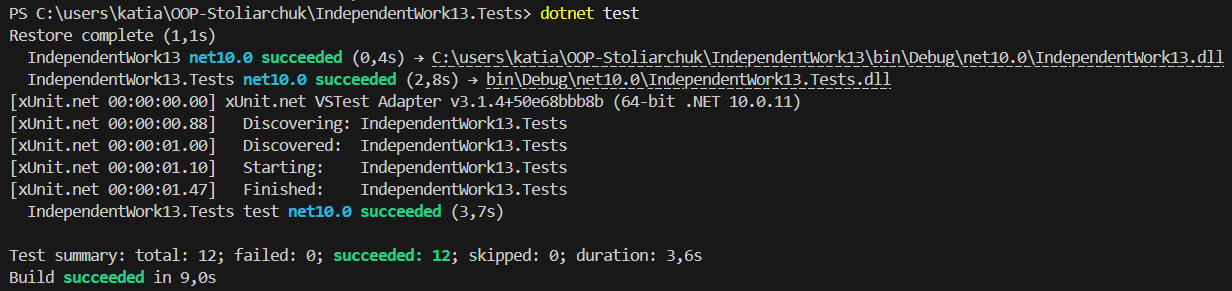 PS C:\users\katia\OOP-Stoliarchuk\IndependentWork13.Tests> dotnet test
Restore complete (1,1s)
  IndependentWork13 net10.0 succeeded (0,4s) → C:\users\katia\OOP-Stoliarchuk\IndependentWork13\bin\Debug\net10.0\IndependentWork13.dll
  IndependentWork13.Tests net10.0 succeeded (2,8s) → bin\Debug\net10.0\IndependentWork13.Tests.dll
[xUnit.net 00:00:00.00] xUnit.net VSTest Adapter v3.1.4+50e68bbb8b (64-bit .NET 10.0.11)
[xUnit.net 00:00:00.88]   Discovering: IndependentWork13.Tests
[xUnit.net 00:00:01.00]   Discovered:  IndependentWork13.Tests
[xUnit.net 00:00:01.10]   Starting:    IndependentWork13.Tests
[xUnit.net 00:00:01.47]   Finished:    IndependentWork13.Tests
  IndependentWork13.Tests test net10.0 succeeded (3,7s)

Test summary: total: 12; failed: 0; succeeded: 12; skipped: 0; duration: 3,6s
Build succeeded in 9,0s